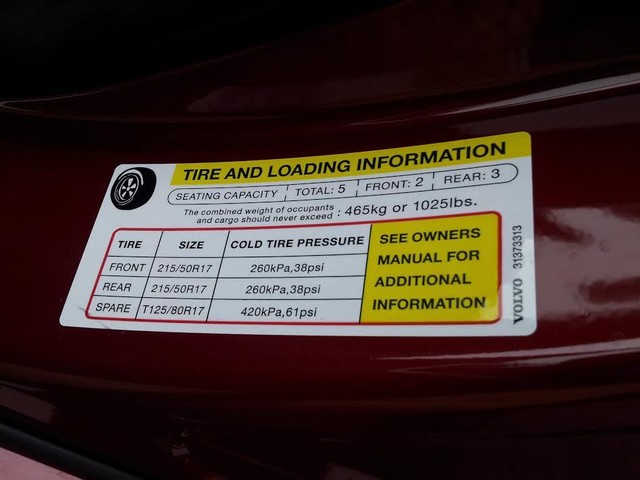 TIRE AND LOADING INFORMATION
SEATING CAPACITY TOTAL: 5 FRONT: 2 REAR: 3
The combined weight of occupants
and cargo should never exceed : 465kg or 1025lbs.
TIRE SIZE COLD TIRE PRESSURE
FRONT 215/50R17 260kPa,38psi
REAR 215/50R17 260kPa,38psi
SPARE T125/80R17 420kPa,61psi
SEE OWNERS
MANUAL FOR
ADDITIONAL
INFORMATION
VOLVO 31373313